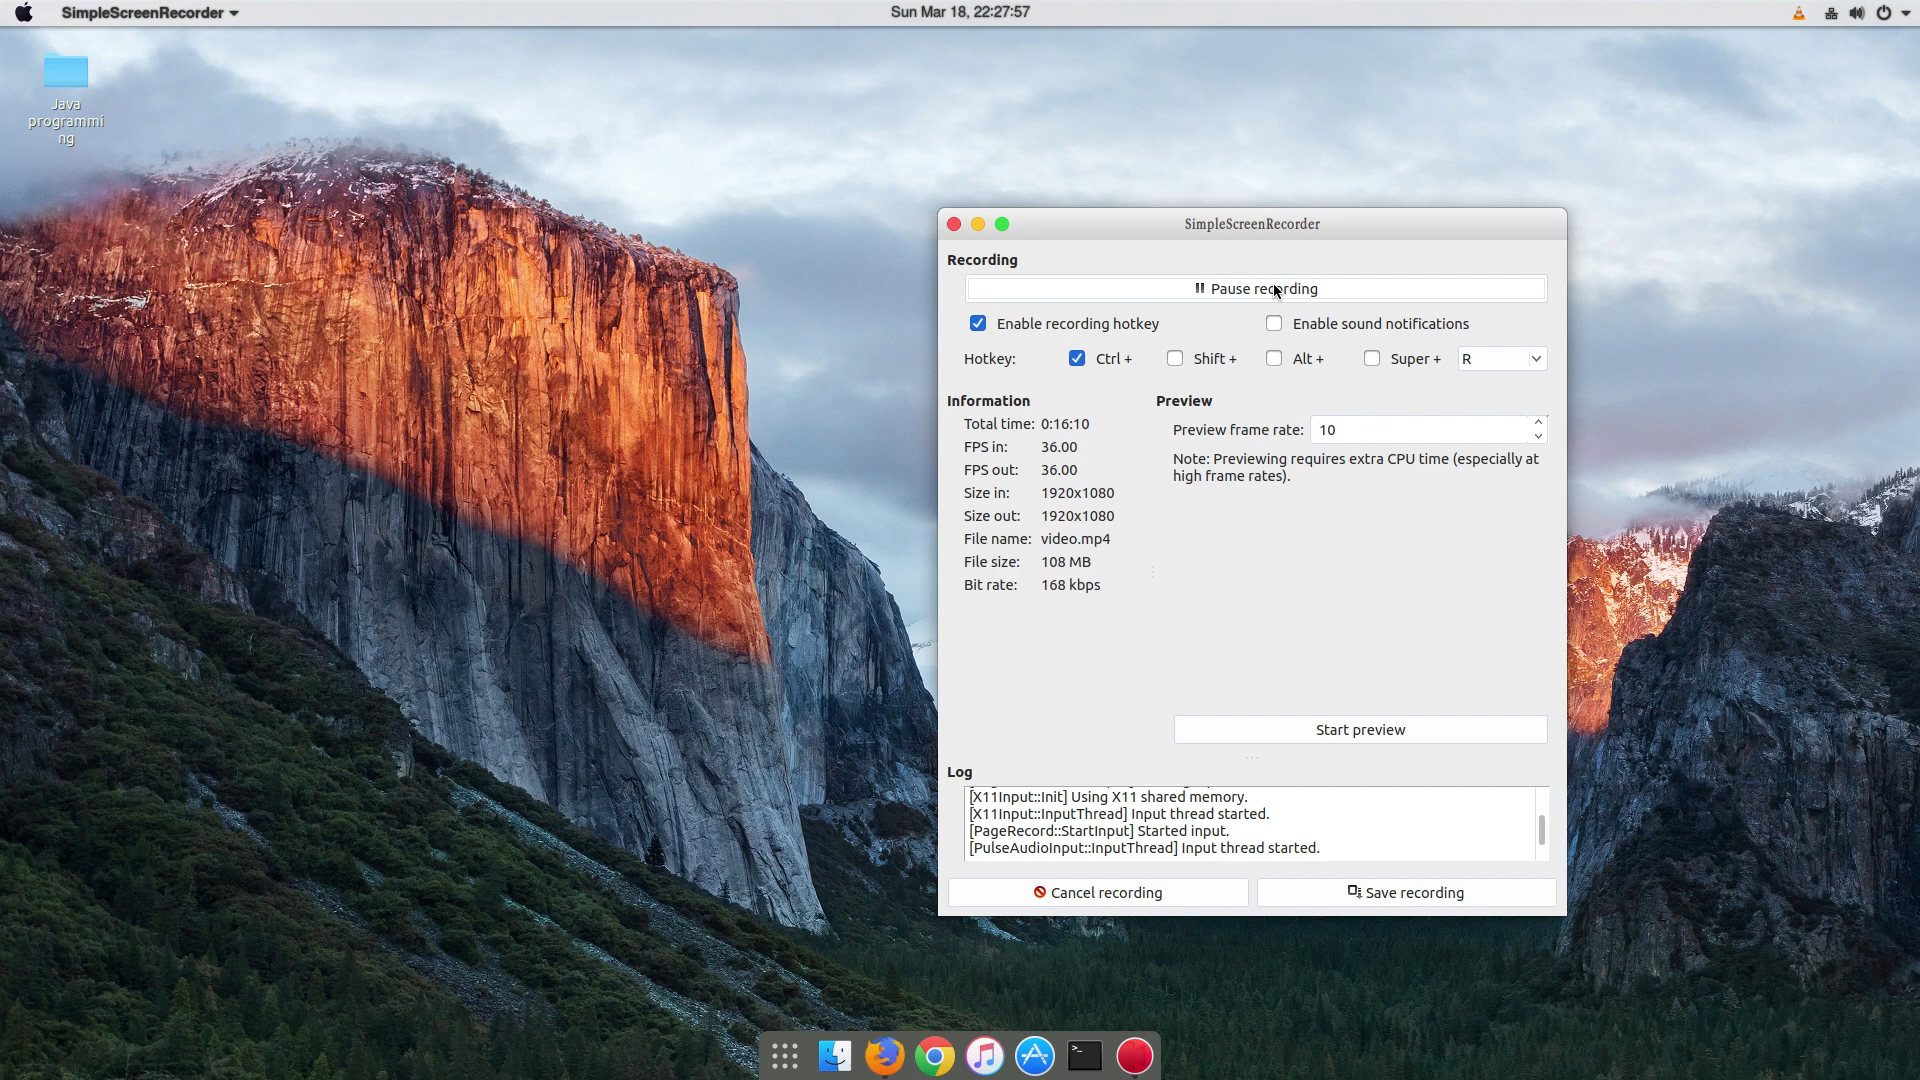 SimpleScreenRecorder
Sun Mar 18, 22:27:57
Java
programmi
ng
SimpleScreenRecorder
Recording
Pause recording
Enable recording hotkey
Enable sound notifications
Hotkey:
Ctrl +
Shift +
Alt +
Super +
R
Information
Total time: 0:16:10
FPS in: 36.00
FPS out: 36.00
Size in: 1920x1080
Size out: 1920x1080
File name: video.mp4
File size: 108 MB
Bit rate: 168 kbps
Preview
Preview frame rate: 10
Note: Previewing requires extra CPU time (especially at
high frame rates).
Start preview
Log
[X11Input::Init] Using X11 shared memory.
[X11Input::InputThread] Input thread started.
[PageRecord::StartInput] Started input.
[PulseAudioInput::InputThread] Input thread started.
Cancel recording
Save recording